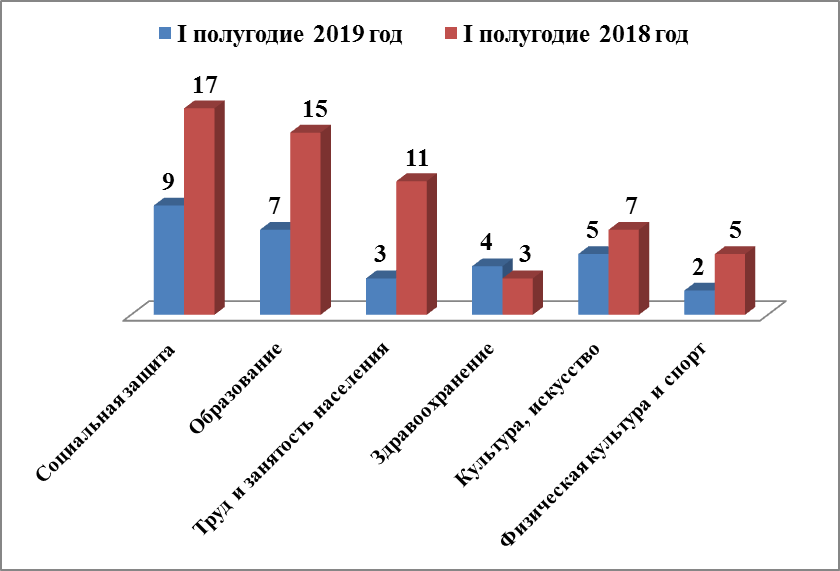 I полугодие 2019 год I полугодие 2018 год
9 17 7 15 3 11 4 3 5 7 2 5
Социальная защита
Образование
Труд и занятость населения
Здравоохранение
Культура, искусство
Физическая культура и спорт